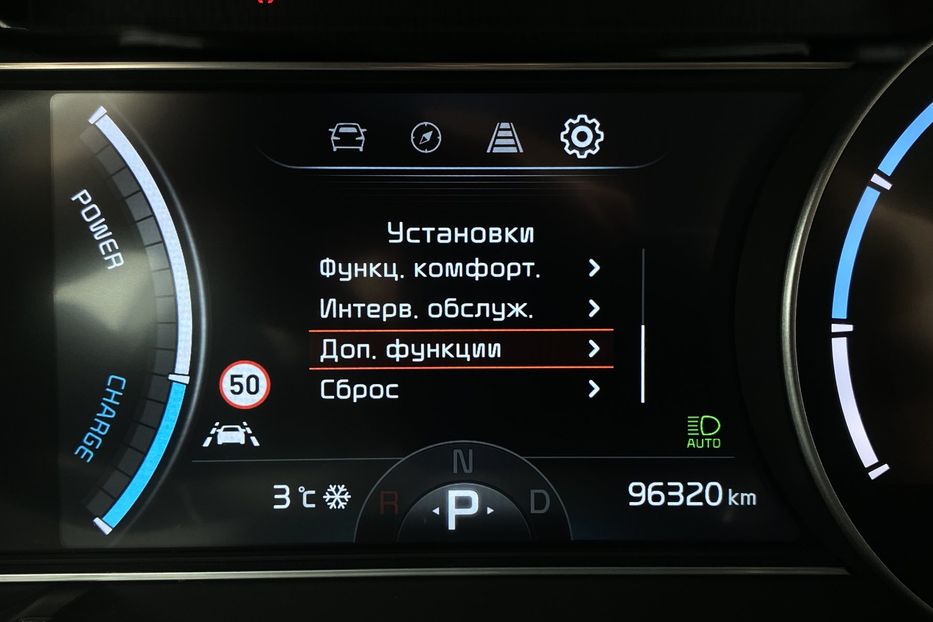 POWER
Установки
Функц. комфорт.
Интерв. обслуж.
Доп. функции
Сброс
50
CHARGE
AUTO
N
3 °C
R P D
96320 km